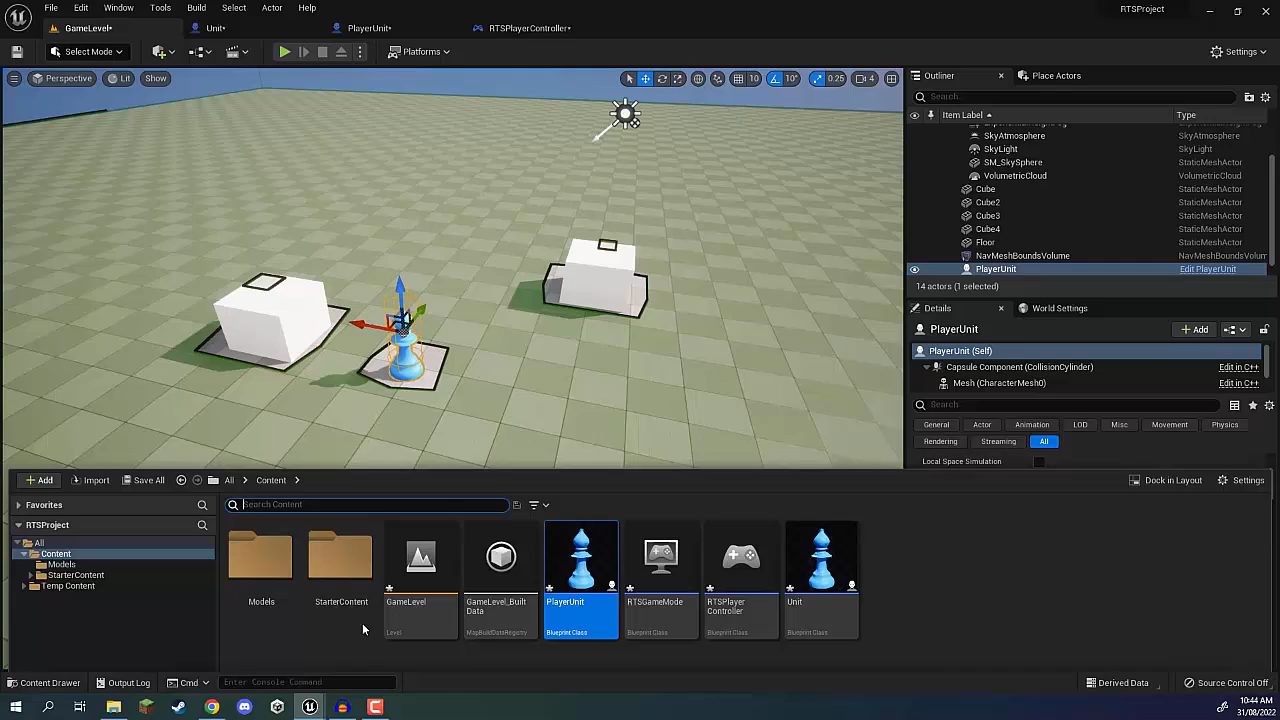 File Edit Window Tools Build Select Actor Help
RTSProject
GameLevel* Unit* PlayerUnit* RTSPlayerController*
Select Mode Platforms Settings
Perspective Lit Show 10 10° 0.25 4
Outliner Place Actors
Search...
Item Label Type
SkyAtmosphere SkyAtmosphere
SkyLight SkyLight
SM_SkySphere StaticMeshActor
VolumetricCloud VolumetricCloud
Cube StaticMeshActor
Cube2 StaticMeshActor
Cube3 StaticMeshActor
Cube4 StaticMeshActor
Floor StaticMeshActor
NavMeshBoundsVolume NavMeshBoundsVolum
PlayerUnit Edit PlayerUnit
14 actors (1 selected)
Details World Settings
PlayerUnit Add
PlayerUnit (Self)
Capsule Component (CollisionCylinder) Edit in C++
Mesh (CharacterMesh0) Edit in C++
Search
General Actor Animation LOD Misc Movement Physics
Rendering Streaming All
Local Space Simulation
Add Import Save All All Content Dock in Layout Settings
Favorites
Search Content
RTSProject
All
Content
Models
StarterContent
Temp Content
Models
StarterContent
GameLevel
Level
GameLevel_Built
Data
MapBuildDataRegistry
PlayerUnit
Blueprint Class
RTSGameMode
Blueprint Class
RTSPlayer
Controller
Blueprint Class
Unit
Blueprint Class
Content Drawer Output Log Cmd Enter Console Command Derived Data Source Control Off
10:44 AM
31/08/2022